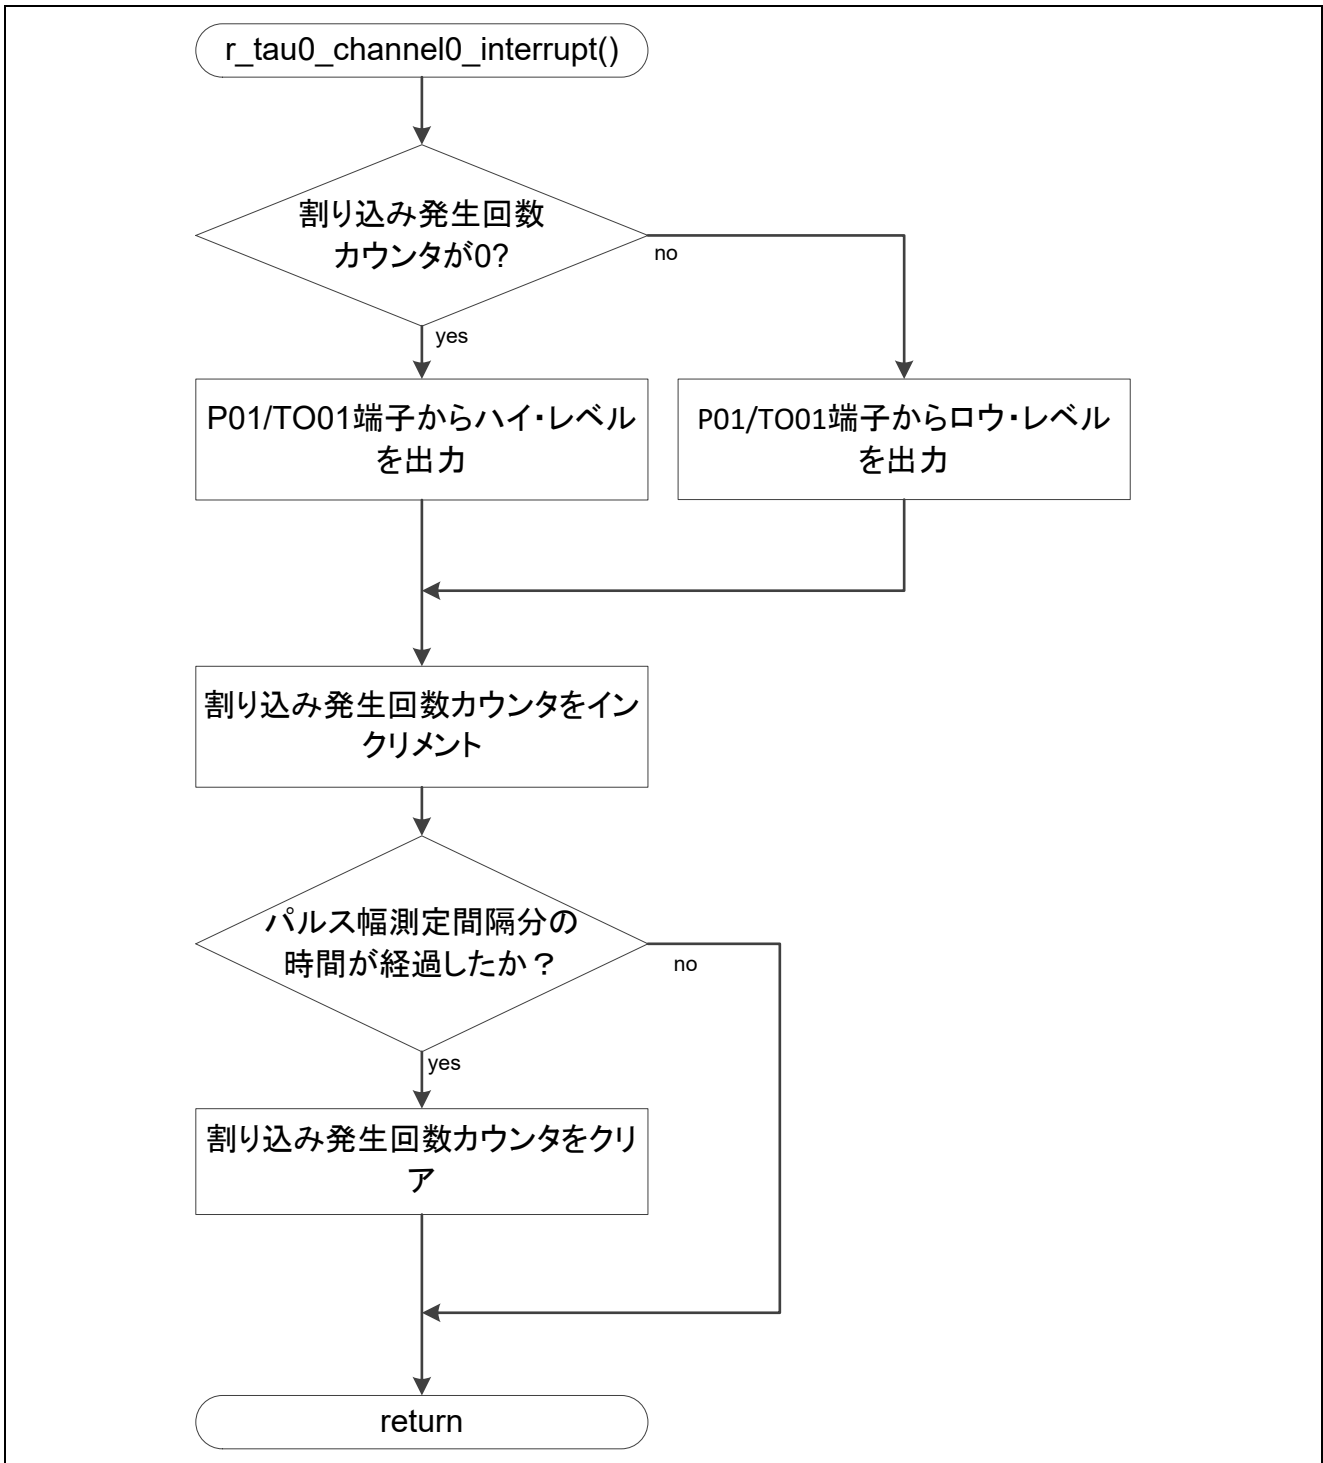 r_tau0_channel0_interrupt()
割り込み発生回数
カウンタが0?
no
yes
P01/TO01端子からハイ・レベル
を出力
P01/TO01端子からロウ・レベル
を出力
割り込み発生回数カウンタをイン
クリメント
パルス幅測定間隔分の
時間が経過したか？
no
yes
割り込み発生回数カウンタをクリ
ア
return